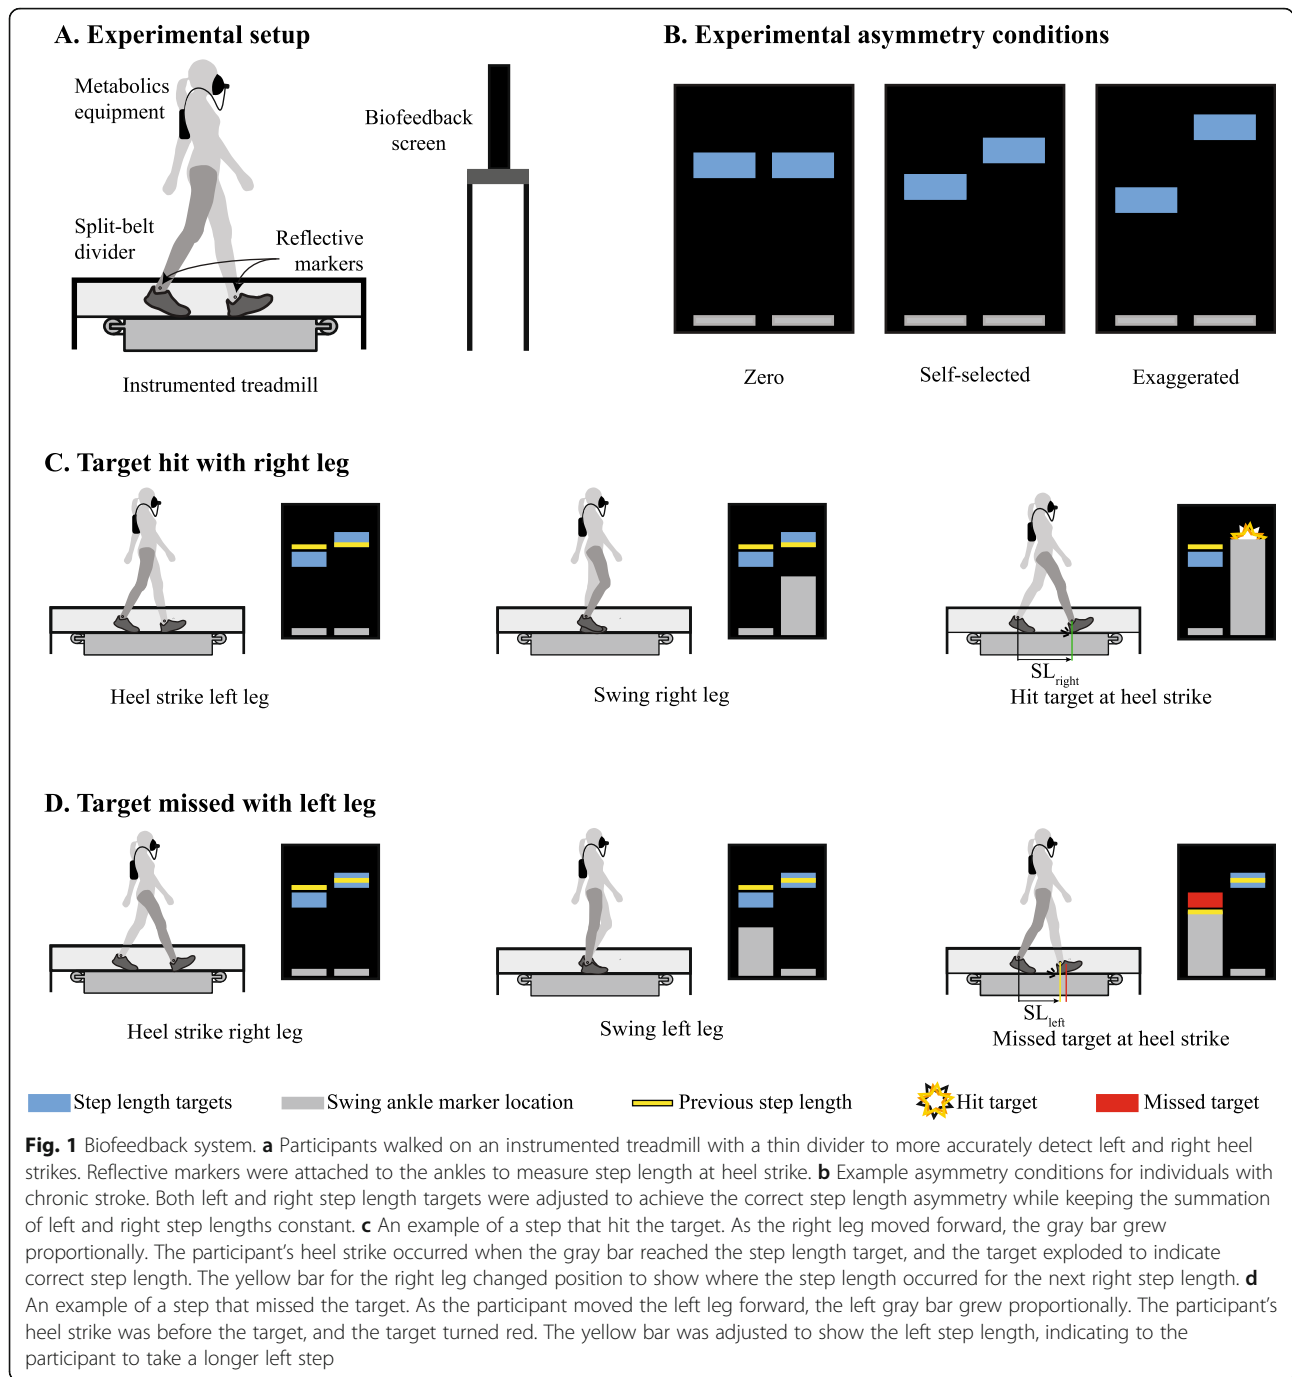 A. Experimental setup
Metabolics
equipment
Biofeedback
screen
Split-belt
divider
Reflective
markers
Instrumented treadmill
B. Experimental asymmetry conditions
Zero
Self-selected
Exaggerated
C. Target hit with right leg
Heel strike left leg
Swing right leg
SLright
Hit target at heel strike
D. Target missed with left leg
Heel strike right leg
Swing left leg
SLleft
Missed target at heel strike
Step length targets
Swing ankle marker location
Previous step length
Hit target
Missed target
Fig. 1 Biofeedback system. a Participants walked on an instrumented treadmill with a thin divider to more accurately detect left and right heel
strikes. Reflective markers were attached to the ankles to measure step length at heel strike. b Example asymmetry conditions for individuals with
chronic stroke. Both left and right step length targets were adjusted to achieve the correct step length asymmetry while keeping the summation
of left and right step lengths constant. c An example of a step that hit the target. As the right leg moved forward, the gray bar grew
proportionally. The participant's heel strike occurred when the gray bar reached the step length target, and the target exploded to indicate
correct step length. The yellow bar for the right leg changed position to show where the step length occurred for the next right step length. d
An example of a step that missed the target. As the participant moved the left leg forward, the left gray bar grew proportionally. The participant's
heel strike was before the target, and the target turned red. The yellow bar was adjusted to show the left step length, indicating to the
participant to take a longer left step